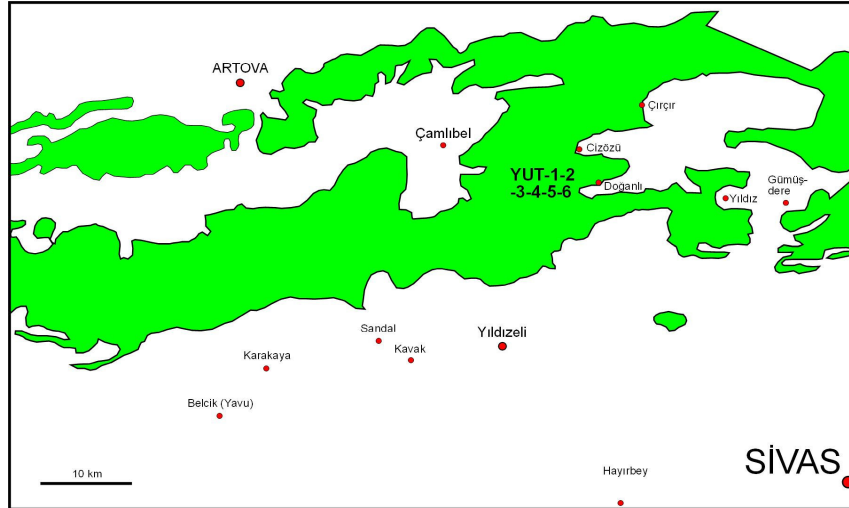 ARTOVA
Çırçır
Çamlıbel
Cizözü
YUT-1-2
-3-4-5-6
Doğanlı
Gümüş-
dere
Yıldız
Sandal
Yıldızeli
Kavak
Karakaya
Belcik (Yavu)
SİVAS
10 km
Hayırbey